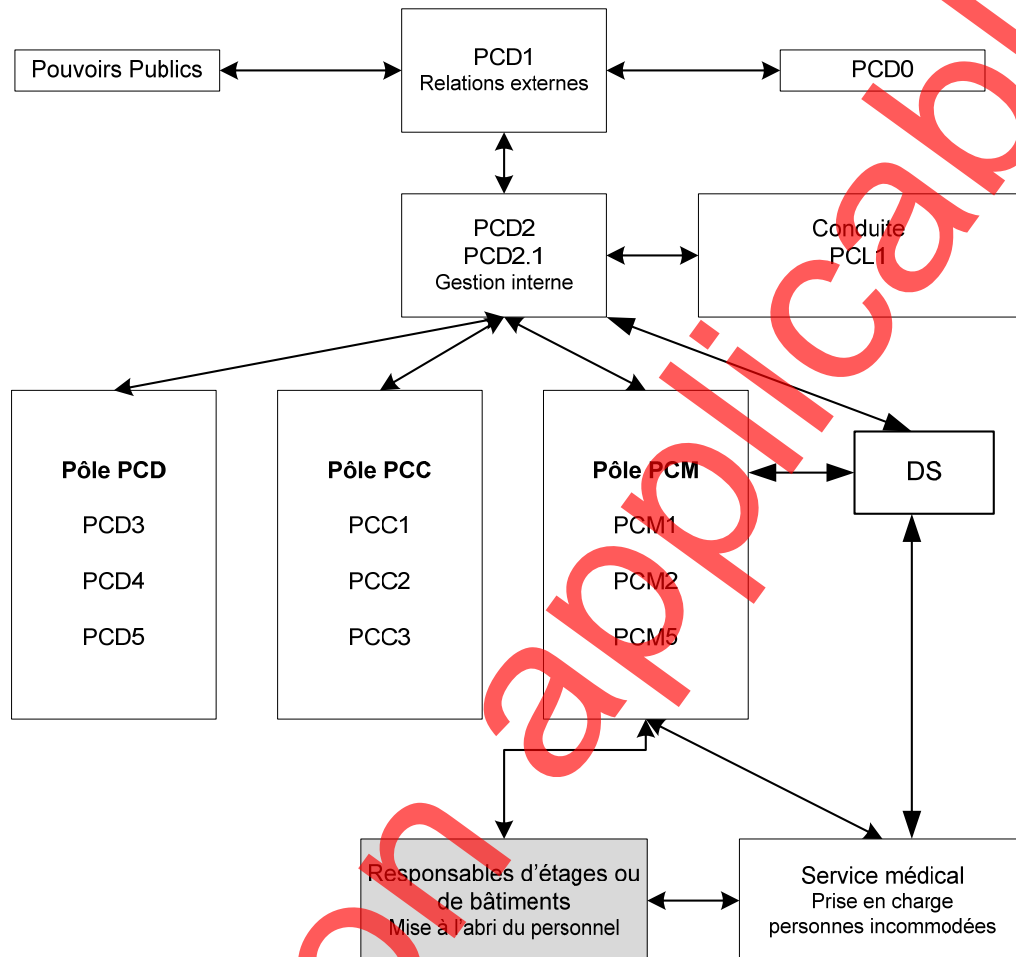 Pouvoirs Publics
PCD1
Relations externes
PCD0
PCD2
PCD2.1
Gestion interne
Conduite
PCL1
Pôle PCD
PCD3
PCD4
PCD5
Pôle PCC
PCC1
PCC2
PCC3
Pôle PCM
PCM1
PCM2
PCM5
DS
Responsables d'étages ou
de bâtiments
Mise à l'abri du personnel
Service médical
Prise en charge
personnes incommodées
on applicabl